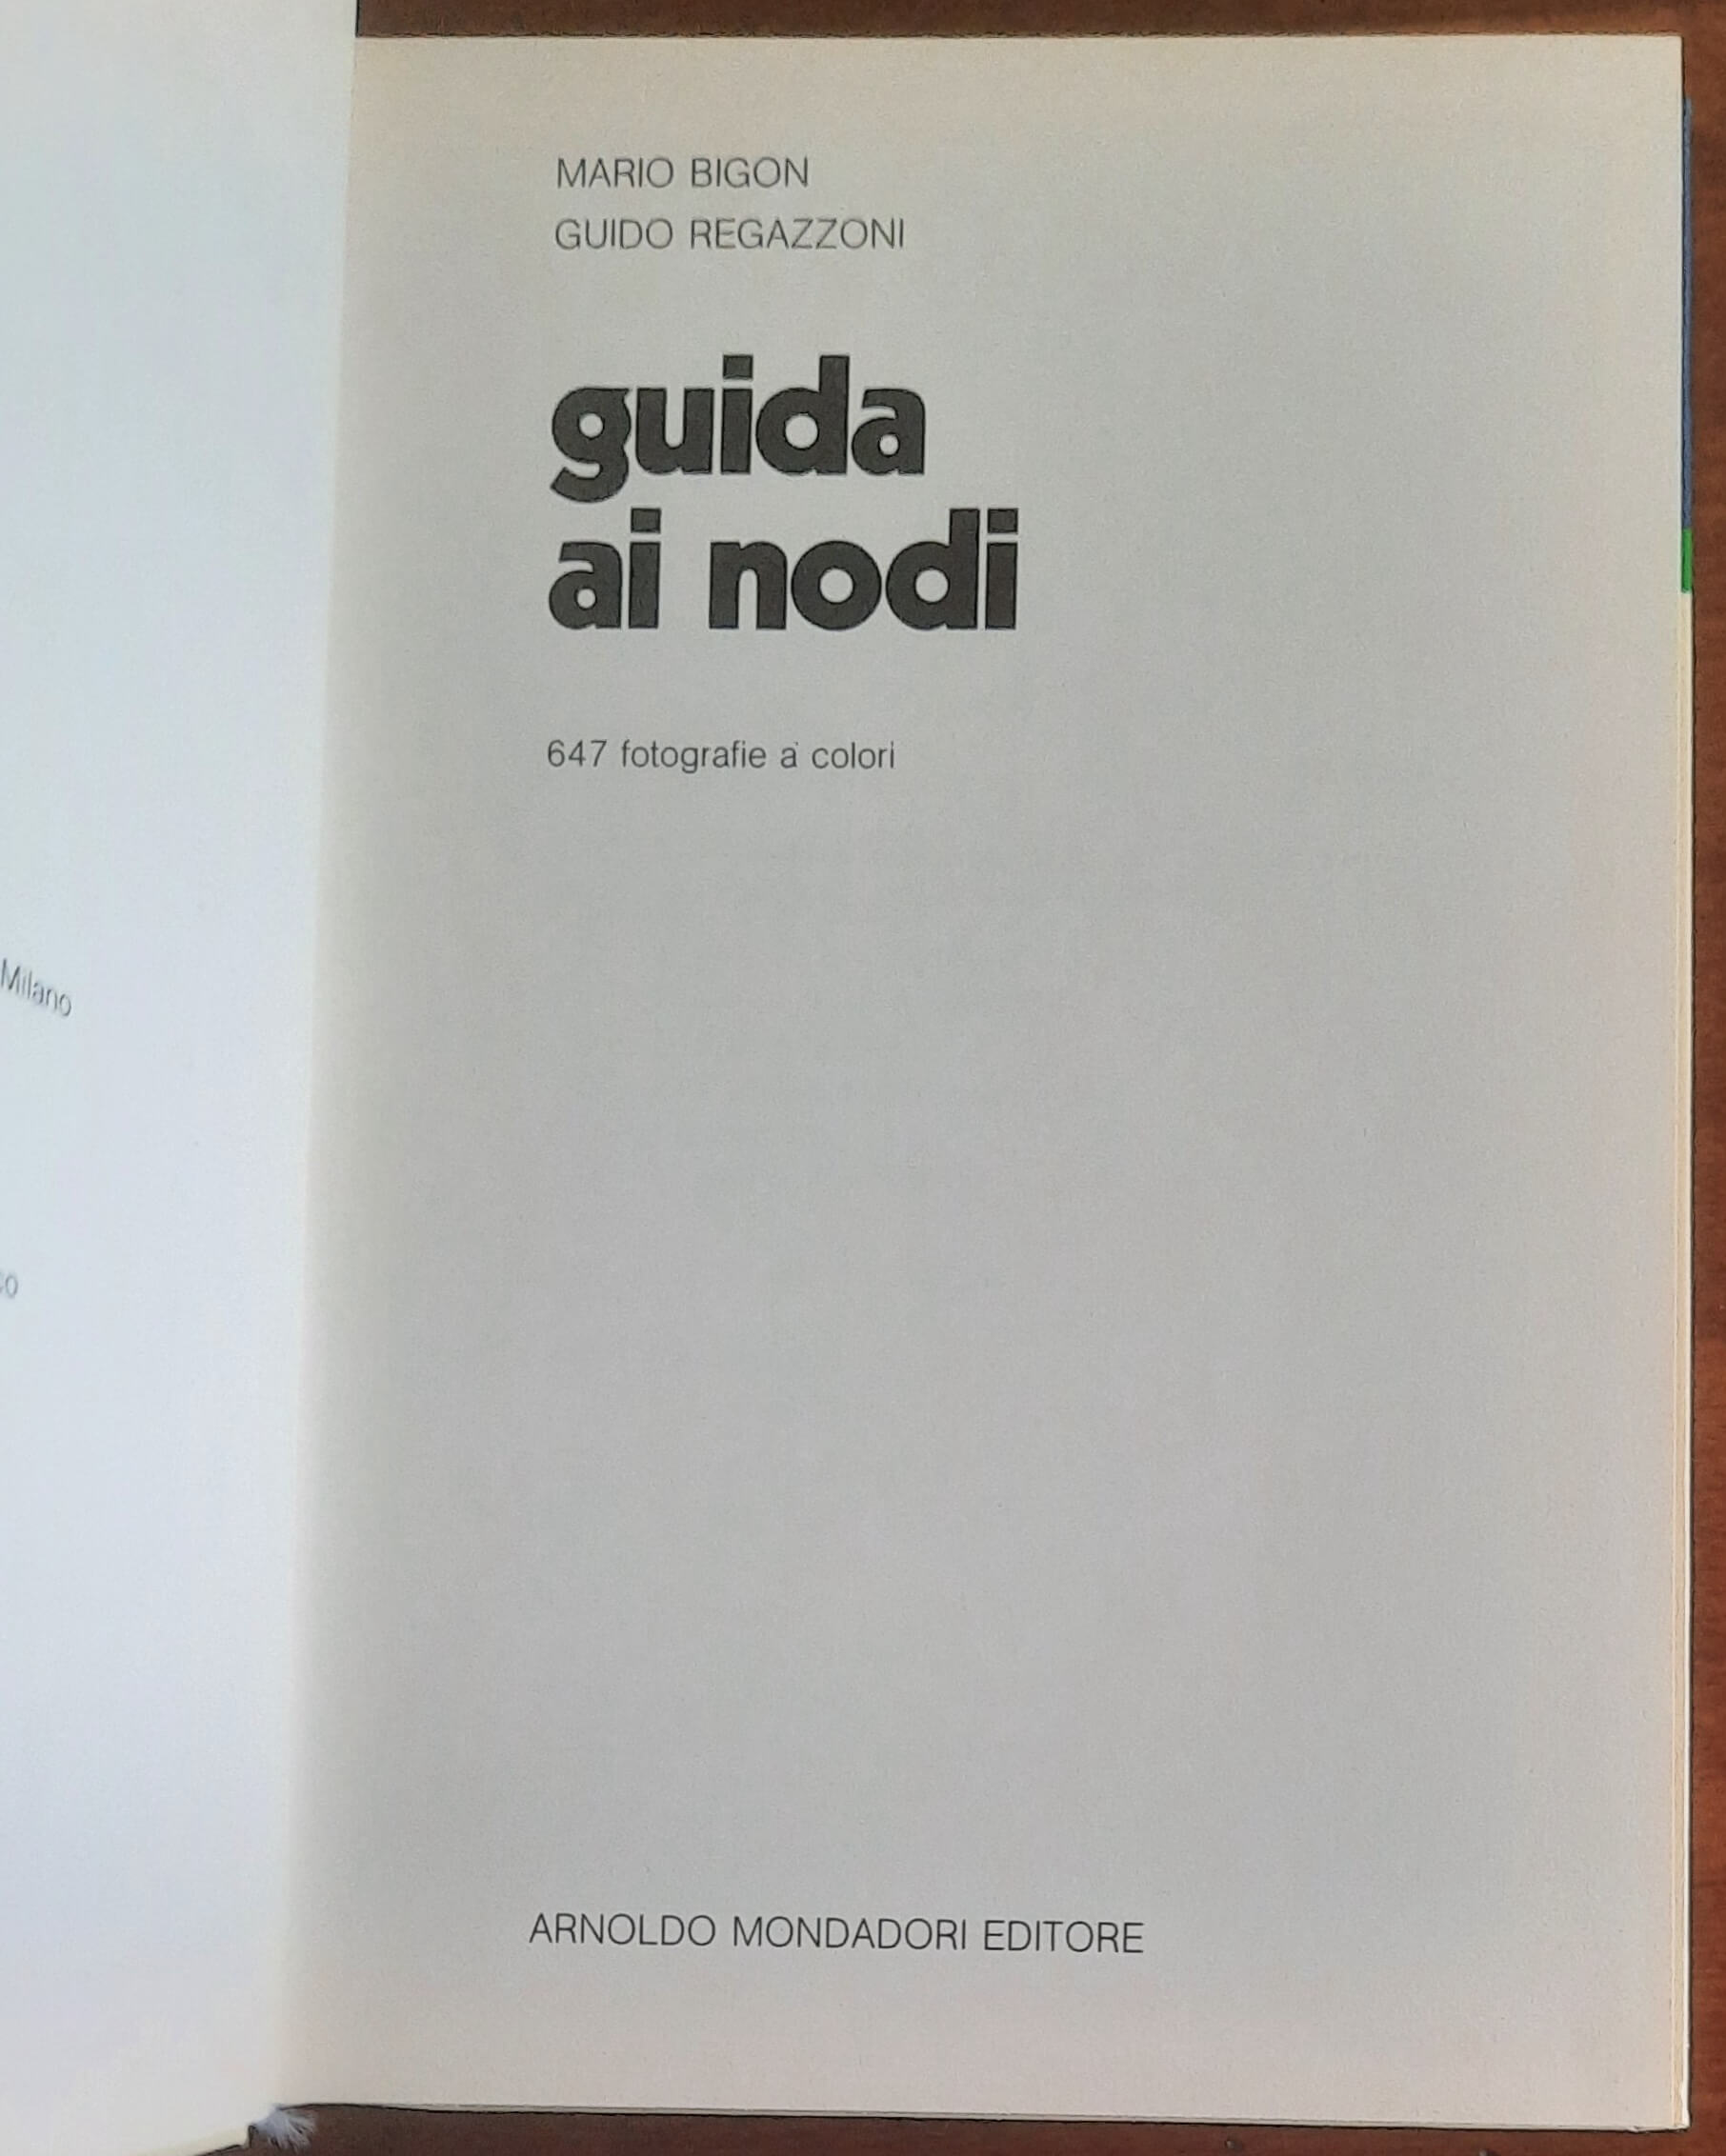 Milano
MARIO BIGON
GUIDO REGAZZONI
guida
ai nodi
647 fotografie a colori
ARNOLDO MONDADORI EDITORE